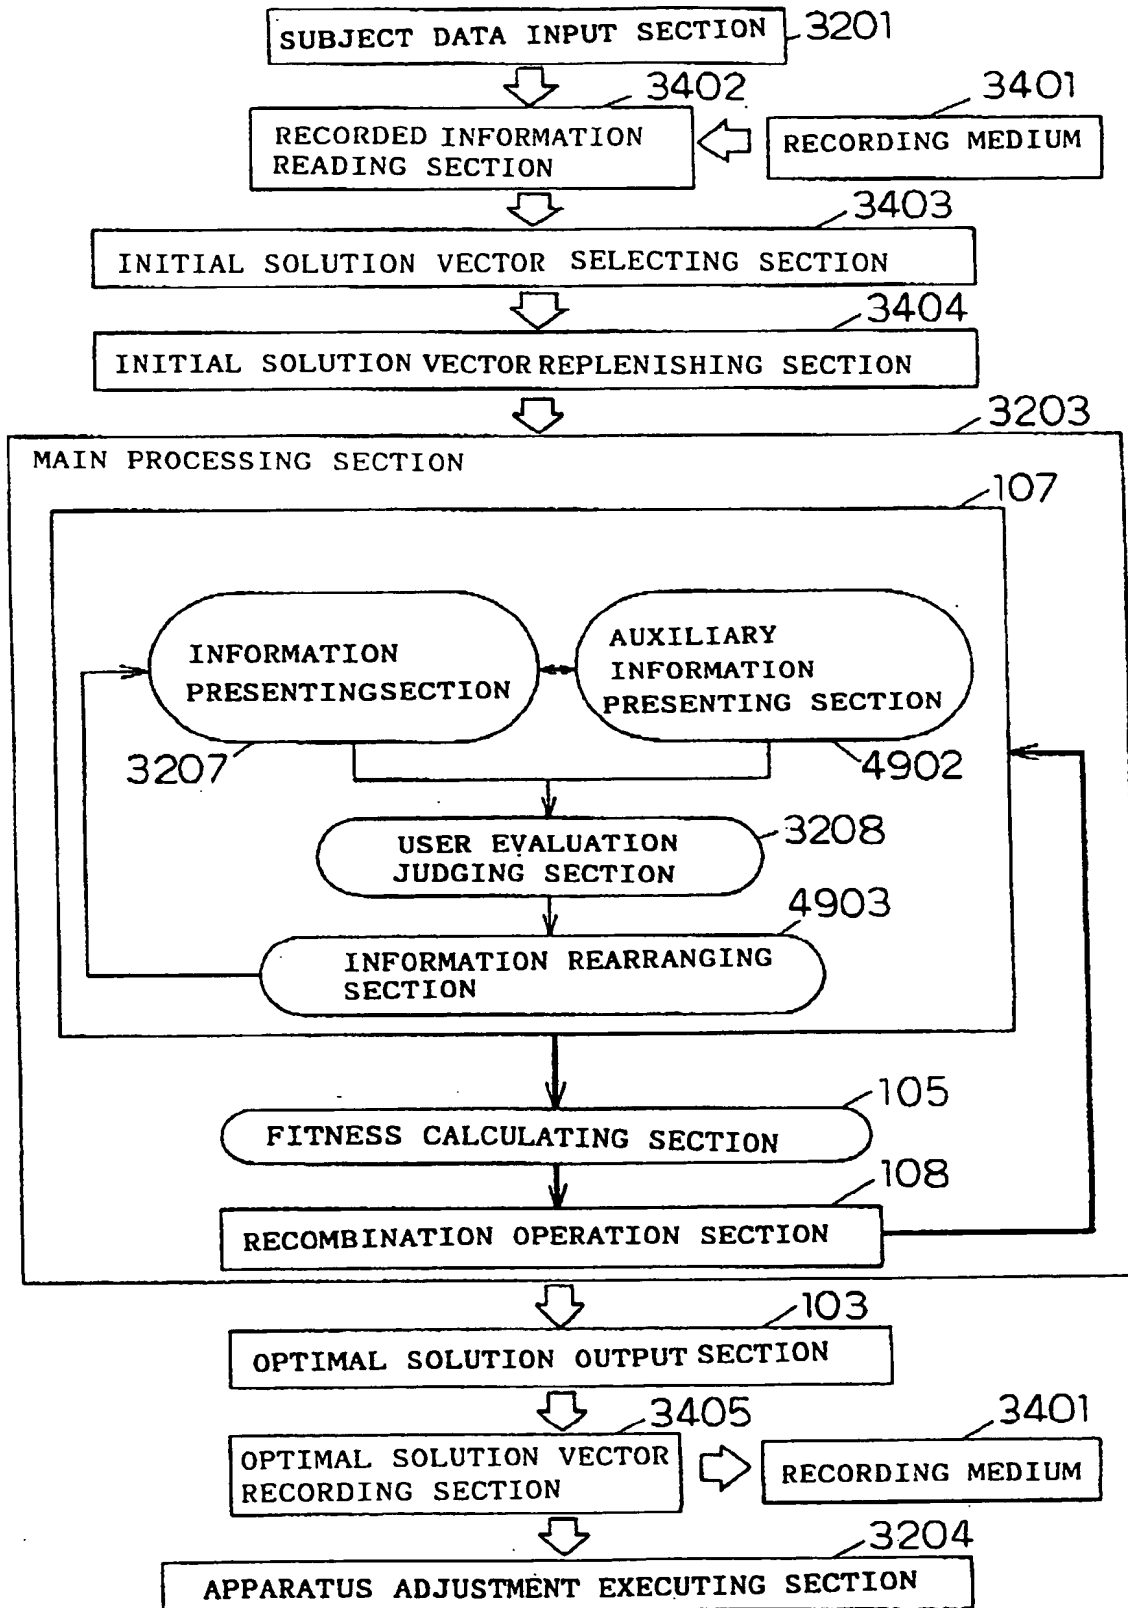 SUBJECT DATA INPUT SECTION
3201
3402
3401
RECORDED INFORMATION
READING SECTION
RECORDING MEDIUM
3403
INITIAL SOLUTION VECTOR SELECTING SECTION
3404
INITIAL SOLUTION VECTOR REPLENISHING SECTION
3203
MAIN PROCESSING SECTION
107
INFORMATION
PRESENTINGSECTION
AUXILIARY
INFORMATION
PRESENTING SECTION
3207
4902
USER EVALUATION
JUDGING SECTION
3208
4903
INFORMATION REARRANGING
SECTION
105
FITNESS CALCULATING SECTION
108
RECOMBINATION OPERATION SECTION
103
OPTIMAL SOLUTION OUTPUT SECTION
3405
3401
OPTIMAL SOLUTION VECTOR
RECORDING SECTION
RECORDING MEDIUM
3204
APPARATUS ADJUSTMENT EXECUTING SECTION